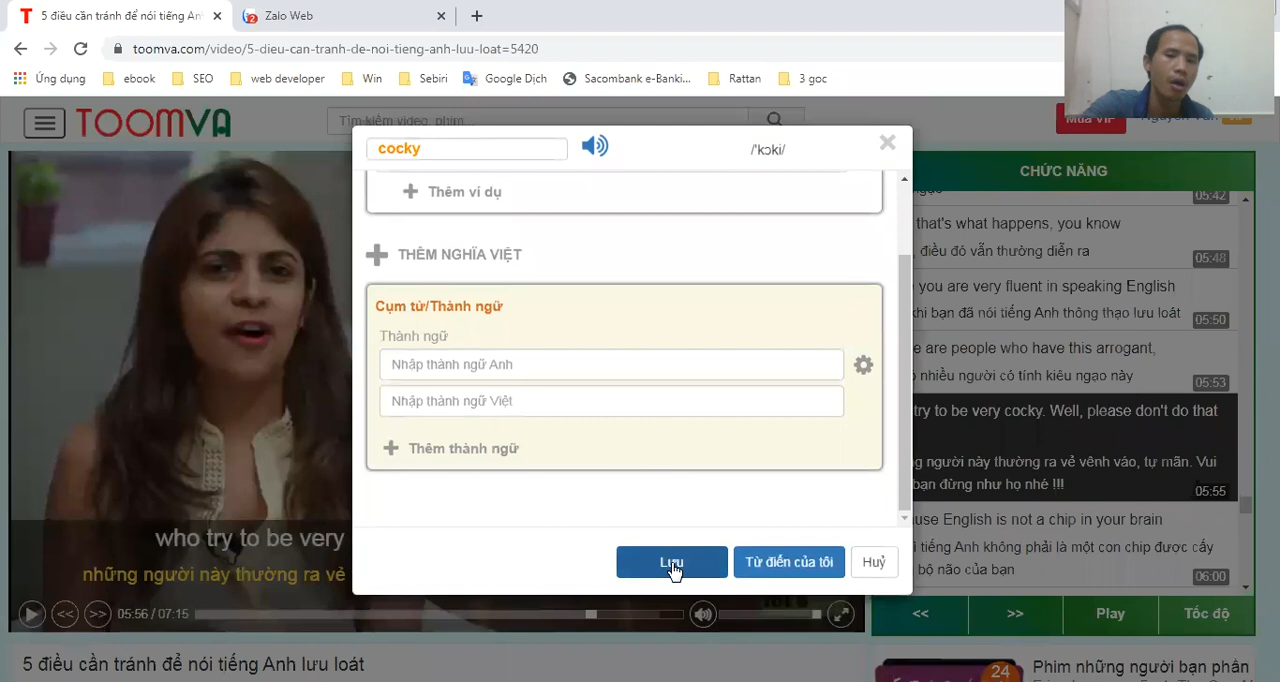 5 điều cần tránh để nói tiếng An
Zalo Web
toomva.com/video/5-dieu-can-tranh-de-noi-tieng-anh-luu-loat=5420
Ứng dụng
ebook
SEO
web developer
Win
Sebiri
Google Dịch
Sacombank e-Banki...
Rattan
3 goc
TOOMVA
Tìm kiếm video, phim
Mua VIP
cocky
/'kɔki/
Thêm ví dụ
THÊM NGHĨA VIỆT
Cụm từ/Thành ngữ
Thành ngữ
Nhập thành ngữ Anh
Nhập thành ngữ Việt
Thêm thành ngữ
Lưu
Từ điển của tôi
Huỷ
who try to be very
những người này thường ra vẻ
05:56 / 07:15
CHỨC NĂNG
05:42
that's what happens, you know
điều đó vẫn thường diễn ra
05:48
you are very fluent in speaking English
khi bạn đã nói tiếng Anh thông thạo lưu loát
05:50
e are people who have this arrogant,
nhiều người có tính kiêu ngạo này
05:53
try to be very cocky. Well, please don't do that
ng người này thường ra vẻ vênh váo, tự mãn. Vui
bạn đừng như họ nhé !!!
05:55
use English is not a chip in your brain
tiếng Anh không phải là một con chip được cấy
bộ não của bạn
06:00
<<
>>
Play
Tốc độ
5 điều cần tránh để nói tiếng Anh lưu loát
24
Phim những người bạn phần